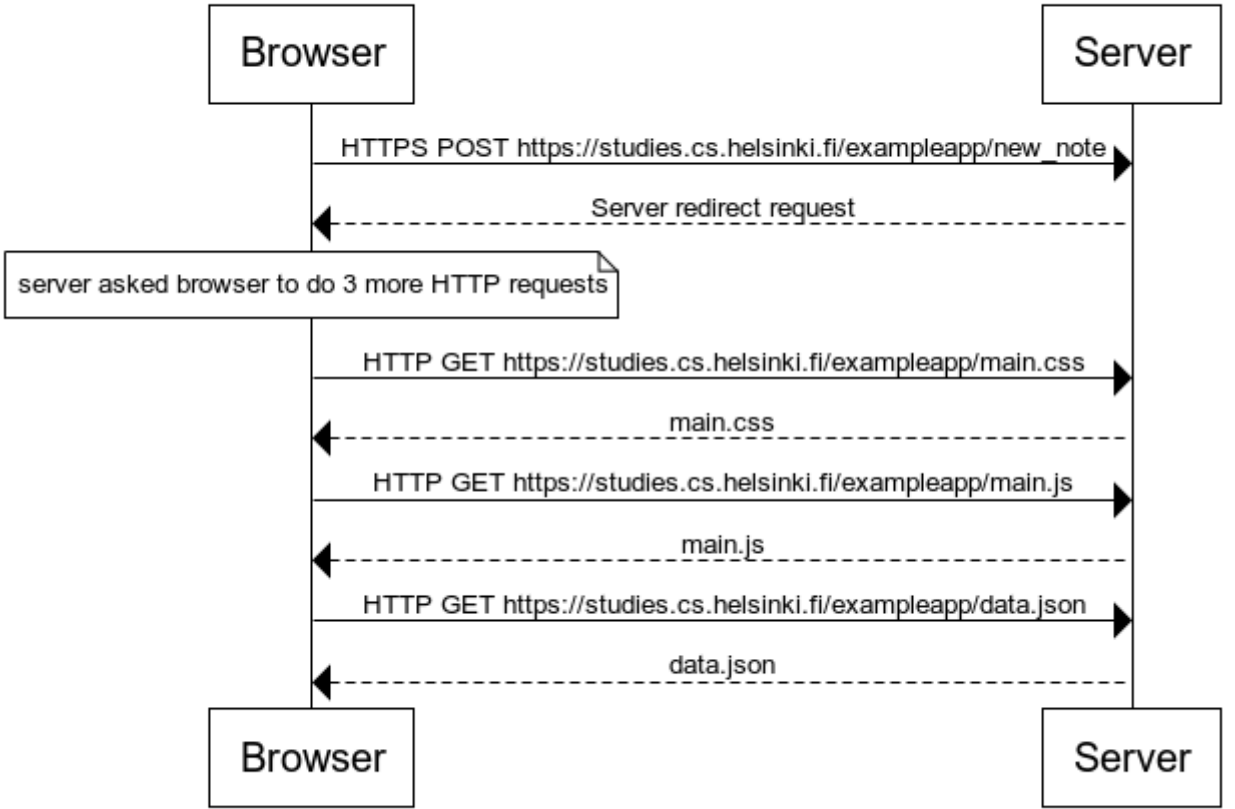 Browser
Server
HTTPS POST https://studies.cs.helsinki.fi/exampleapp/new_note
Server redirect request
server asked browser to do 3 more HTTP requests
HTTP GET https://studies.cs.helsinki.fi/exampleapp/main.css
main.css
HTTP GET https://studies.cs.helsinki.fi/exampleapp/main.js
main.js
HTTP GET https://studies.cs.helsinki.fi/exampleapp/data.json
data.json
Browser
Server